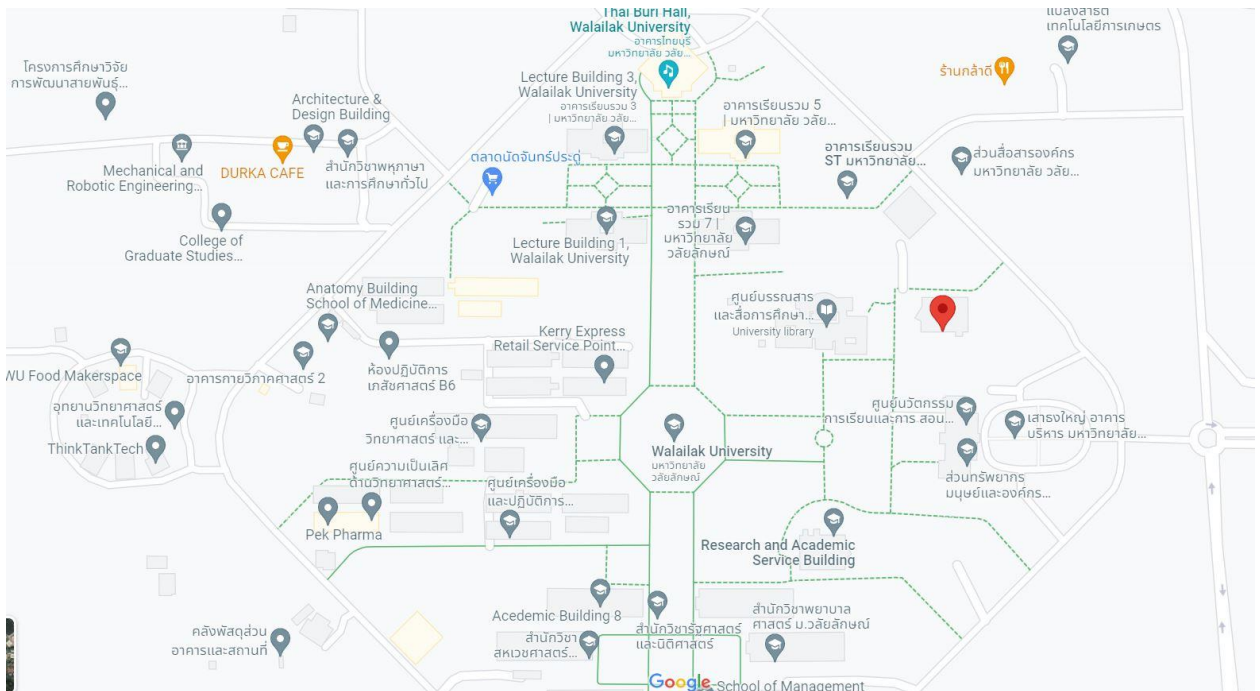 Thai Buri Hall,
Walailak University
อาคารไทยบุรี
มหาวิทยาลัย วลัย...
แปลงสาธิต
เทคโนโลยีการเกษตร
ร้านกล้าดี
โครงการศึกษาวิจัย
การพัฒนาสายพันธุ์...
Lecture Building 3,
Walailak University
อาคารเรียนรวม 3
| มหาวิทยาลัย วลัย...
Architecture &
Design Building
อาคารเรียนรวม 5
| มหาวิทยาลัย วลัย...
อาคารเรียนรวม
ST มหาวิทยาลัย...
ส่วนสื่อสารองค์กร
มหาวิทยาลัย วลัย...
Mechanical and
Robotic Engineering...
DURKA CAFE
สำนักวิชาพหุภาษา
และการศึกษาทั่วไป
ตลาดนัดจันทร์ประดู่
College of
Graduate Studies...
Lecture Building 1,
Walailak University
อาคารเรียน
รวม 7 |
มหาวิทยาลัย
วลัยลักษณ์
Anatomy Building
School of Medicine...
ศูนย์บรรณสาร
และสื่อการศึกษา...
University library
Kerry Express
Retail Service Point...
WU Food Makerspace
อาคารกายวิภาคศาสตร์ 2
ห้องปฏิบัติการ
เภสัชศาสตร์ B6
อุทยานวิทยาศาสตร์
และเทคโนโลยี...
ThinkTankTech
ศูนย์เครื่องมือ
วิทยาศาสตร์ และ...
Walailak University
มหาวิทยาลัย
วลัยลักษณ์
ศูนย์นวัตกรรม
การเรียนและการ สอน...
เสาธงใหญ่ อาคาร
บริหาร มหาวิทยาลัย...
ส่วนทรัพยากร
มนุษย์และองค์กร...
ศูนย์ความเป็นเลิศ
ด้านวิทยาศาสตร์...
ศูนย์เครื่องมือ
และปฏิบัติการ...
Pek Pharma
Research and Academic
Service Building
Acedemic Building 8
สำนักวิชา
สหเวชศาสตร์...
สำนักวิชารัฐศาสตร์
และนิติศาสตร์
สำนักวิชาพยาบาล
ศาสตร์ ม.วลัยลักษณ์
คลังพัสดุส่วน
อาคารและสถานที่
Google
School of Management